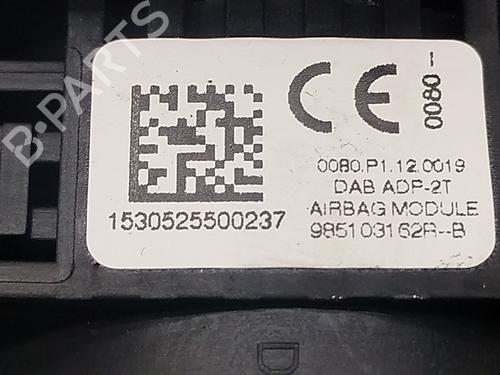 B-PARTS
CE
0080
0080.P1.12.0019
DAB ADP-2T
AIRBAG MODULE
985103162R--B
1530525500237
D